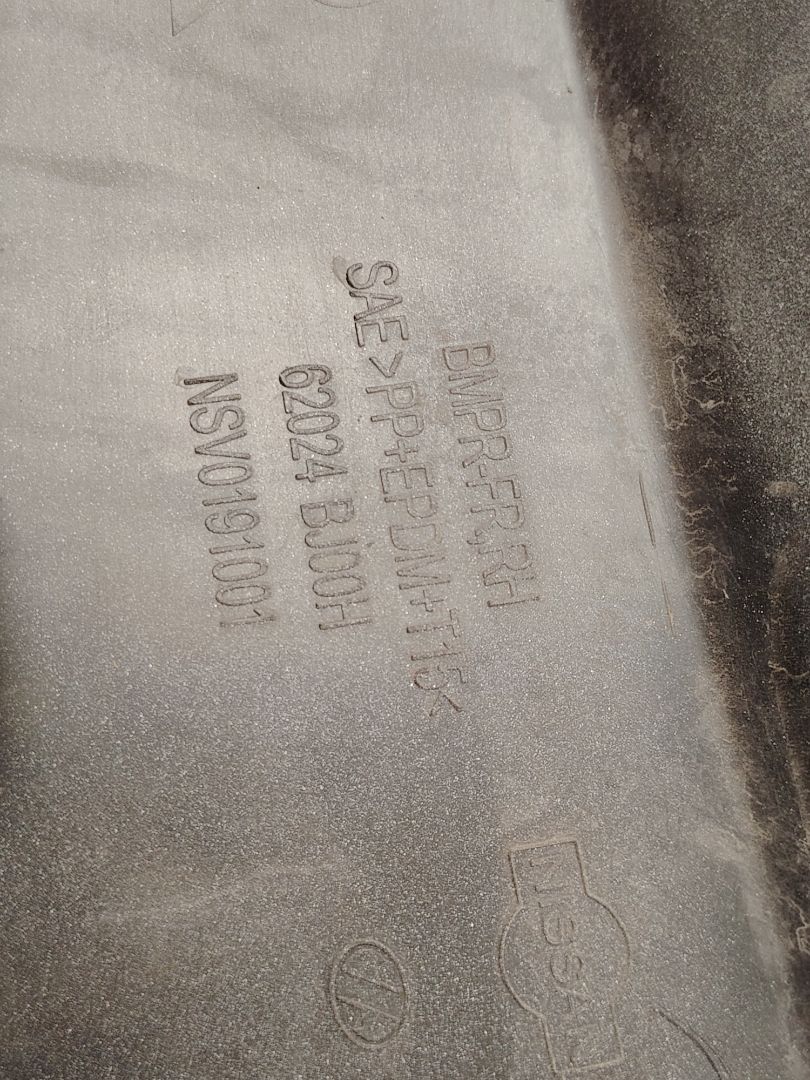 BMPR-FR,RH
SAE>PP+EPDM+T15<
62024 BJ00H
NSV0191001
NISSAN